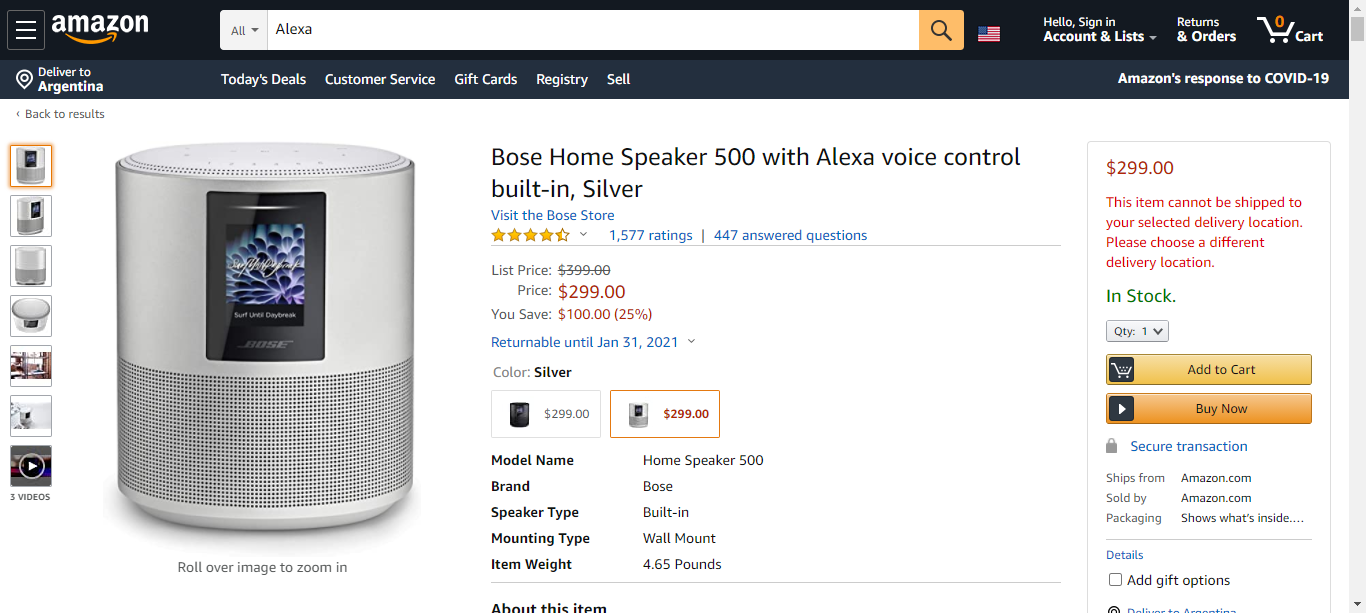 amazon
All
Alexa
Hello, Sign in
Account & Lists
Returns
& Orders
0
Cart
Deliver to
Argentina
Today's Deals
Customer Service
Gift Cards
Registry
Sell
Amazon's response to COVID-19
‹ Back to results
Bose Home Speaker 500 with Alexa voice control
built-in, Silver
Visit the Bose Store
1,577 ratings | 447 answered questions
List Price: $399.00
Price: $299.00
You Save: $100.00 (25%)
Returnable until Jan 31, 2021
Color: Silver
$299.00
$299.00
Model Name Home Speaker 500
Brand Bose
Speaker Type Built-in
Mounting Type Wall Mount
Item Weight 4.65 Pounds
About this item
Surf Until Daybreak
BOSE
3 VIDEOS
Roll over image to zoom in
$299.00
This item cannot be shipped to
your selected delivery location.
Please choose a different
delivery location.
In Stock.
Qty: 1
Add to Cart
Buy Now
Secure transaction
Ships from Amazon.com
Sold by Amazon.com
Packaging Shows what's inside....
Details
Add gift options
Deliver to Argentina